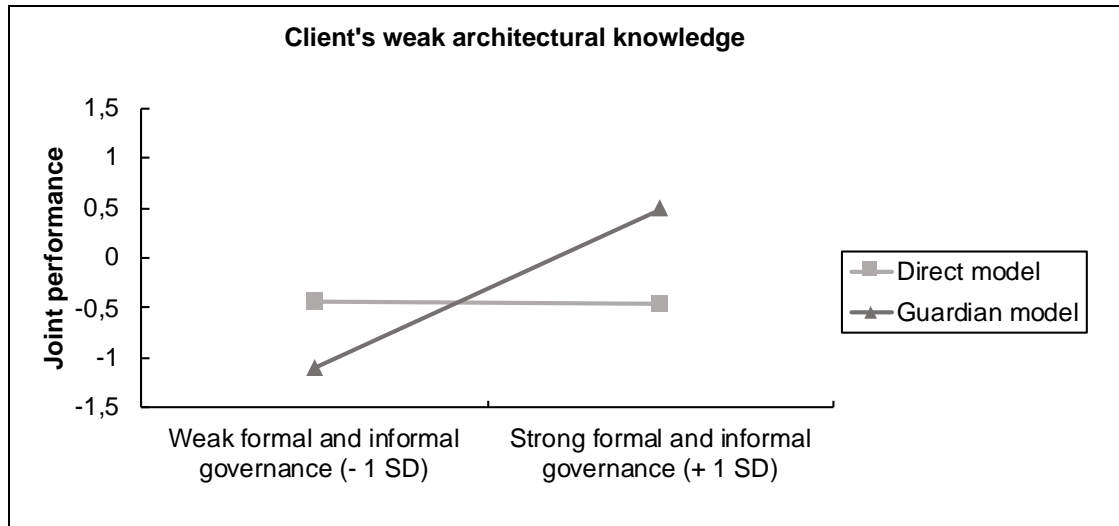 Client's weak architectural knowledge
Joint performance
1,5
1
0,5
0
-0,5
-1
-1,5
Weak formal and informal
governance (- 1 SD)
Strong formal and informal
governance (+ 1 SD)
Direct model
Guardian model